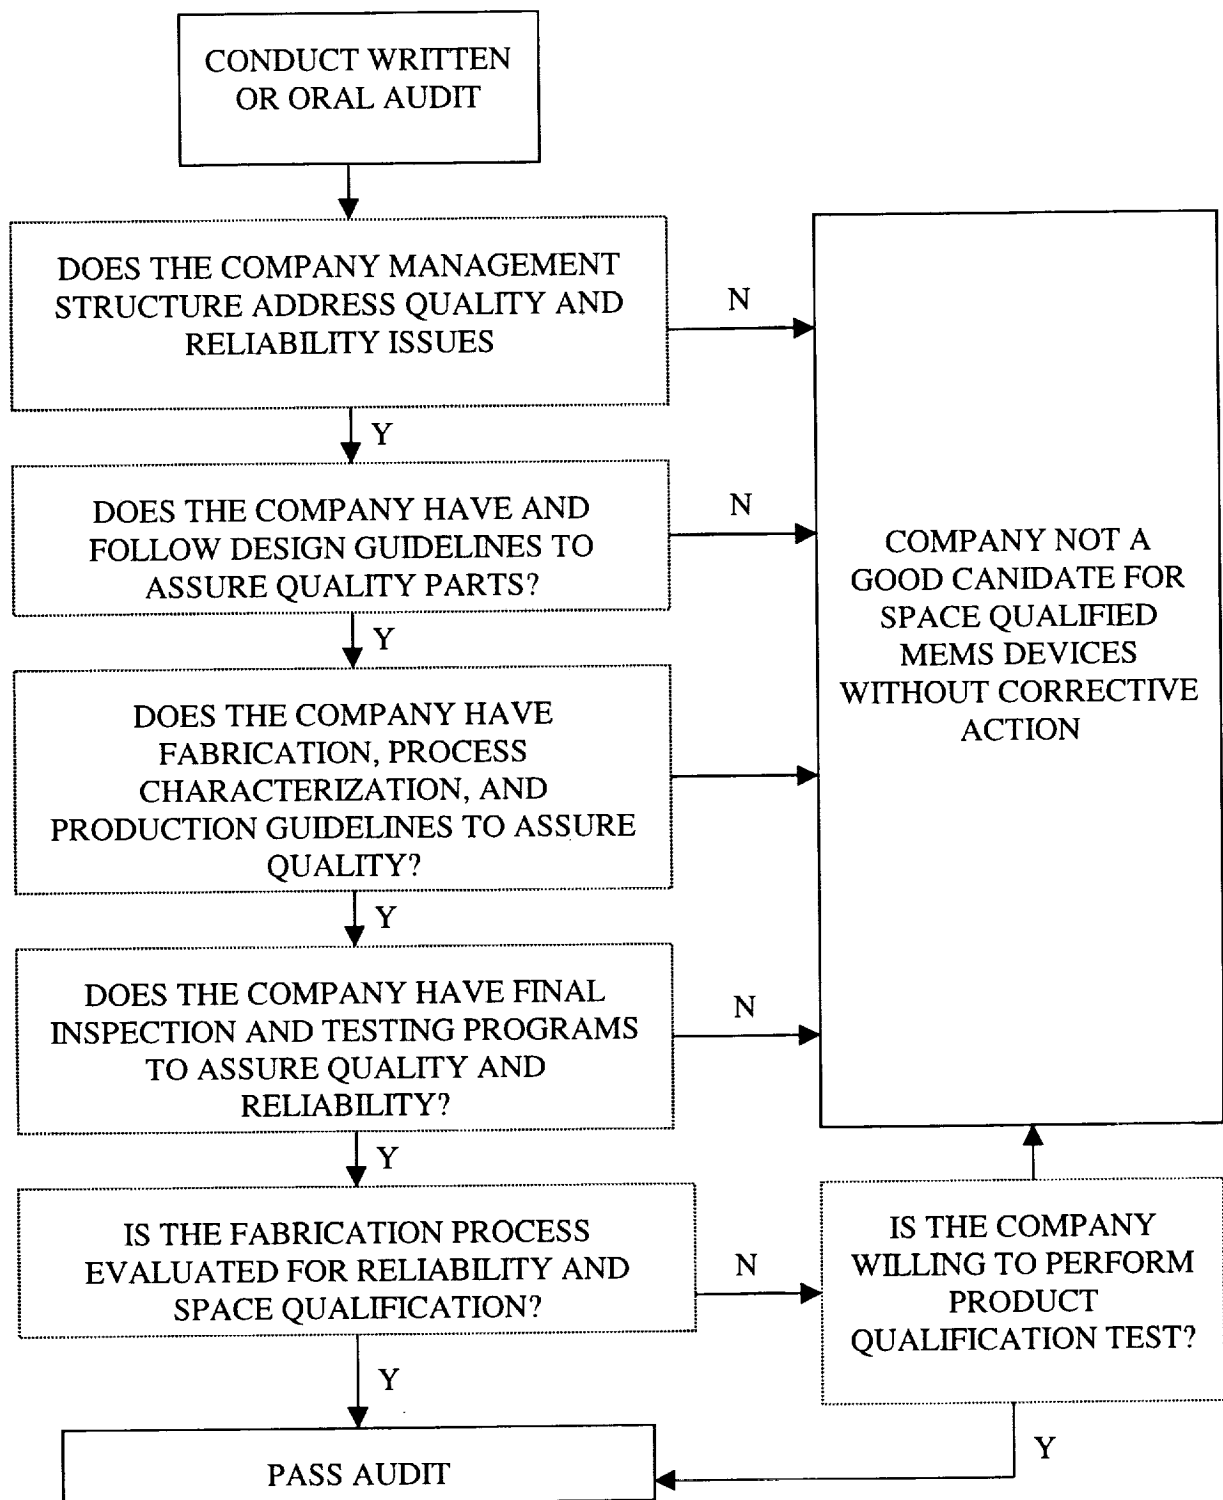 CONDUCT WRITTEN
OR ORAL AUDIT
DOES THE COMPANY MANAGEMENT
STRUCTURE ADDRESS QUALITY AND
RELIABILITY ISSUES
N
Y
DOES THE COMPANY HAVE AND
FOLLOW DESIGN GUIDELINES TO
ASSURE QUALITY PARTS?
N
Y
DOES THE COMPANY HAVE
FABRICATION, PROCESS
CHARACTERIZATION, AND
PRODUCTION GUIDELINES TO ASSURE
QUALITY?
Y
DOES THE COMPANY HAVE FINAL
INSPECTION AND TESTING PROGRAMS
TO ASSURE QUALITY AND
RELIABILITY?
N
Y
COMPANY NOT A
GOOD CANIDATE FOR
SPACE QUALIFIED
MEMS DEVICES
WITHOUT CORRECTIVE
ACTION
IS THE FABRICATION PROCESS
EVALUATED FOR RELIABILITY AND
SPACE QUALIFICATION?
N
Y
IS THE COMPANY
WILLING TO PERFORM
PRODUCT
QUALIFICATION TEST?
Y
PASS AUDIT